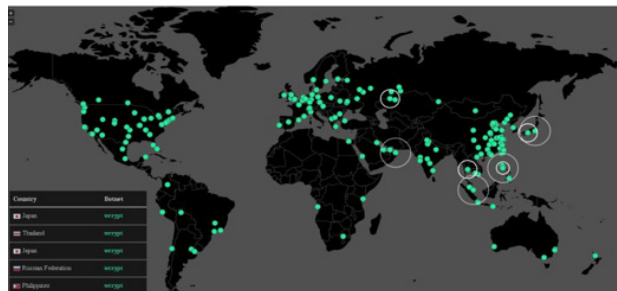 Country Botnet
Japan wcrypt
Thailand wcrypt
Japan wcrypt
Russian Federation wcrypt
Philippines wcrypt